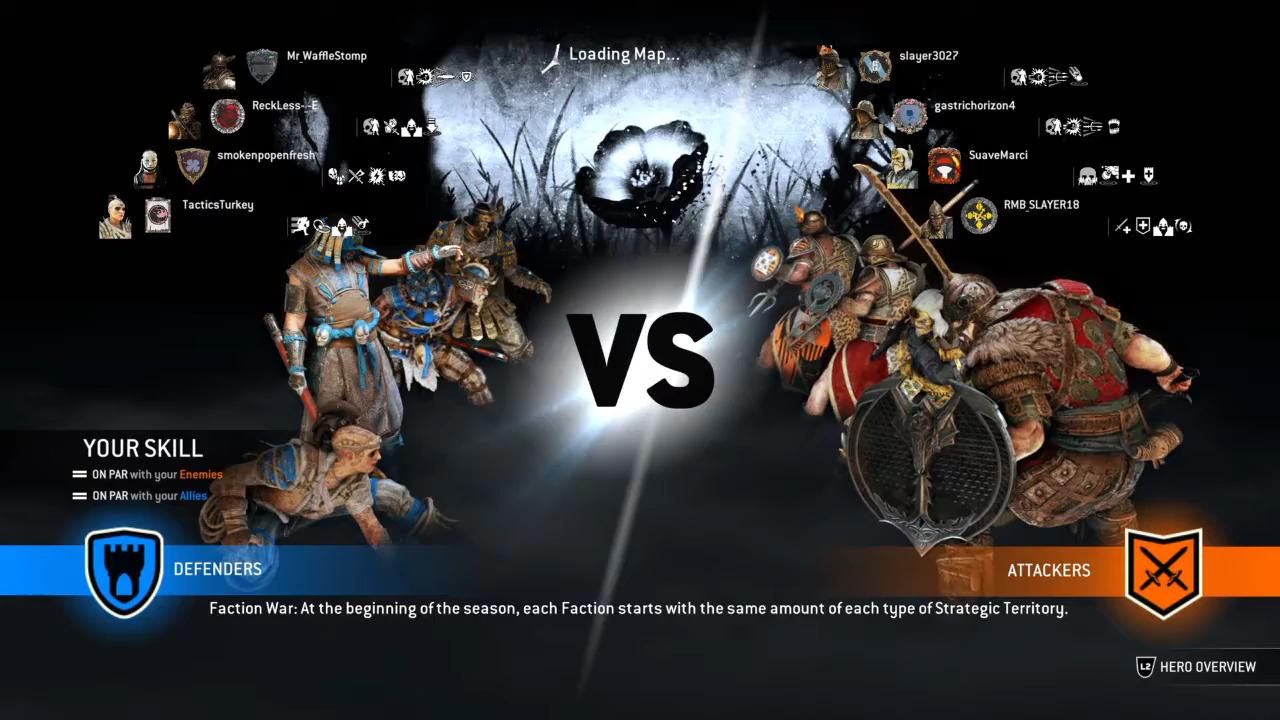 Loading Map...
Mr_WaffleStomp
ReckLess---E
smokenpopenfresh
TacticsTurkey
slayer3027
gastrichorizon4
SuaveMarci
RMB_SLAYER18
VS
YOUR SKILL
ON PAR with your Enemies
ON PAR with your Allies
DEFENDERS
ATTACKERS
Faction War: At the beginning of the season, each Faction starts with the same amount of each type of Strategic Territory.
L2 HERO OVERVIEW